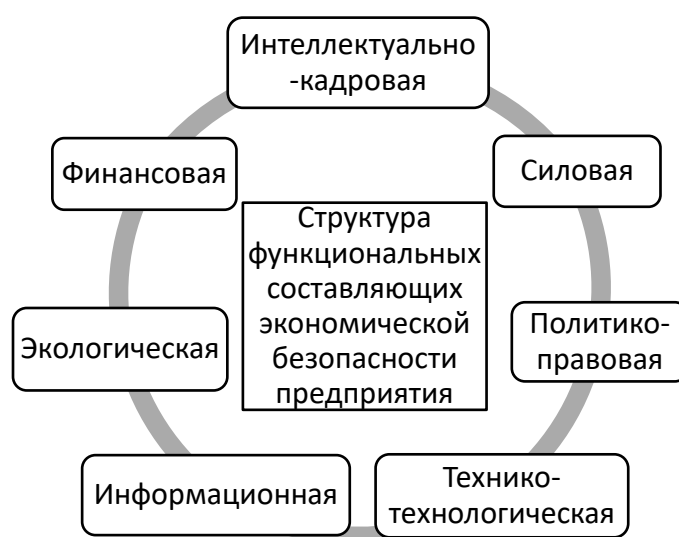 Интеллектуально
-кадровая
Финансовая
Силовая
Структура
функциональных
составляющих
экономической
безопасности
предприятия
Экологическая
Политико-
правовая
Информационная
Технико-
технологическая